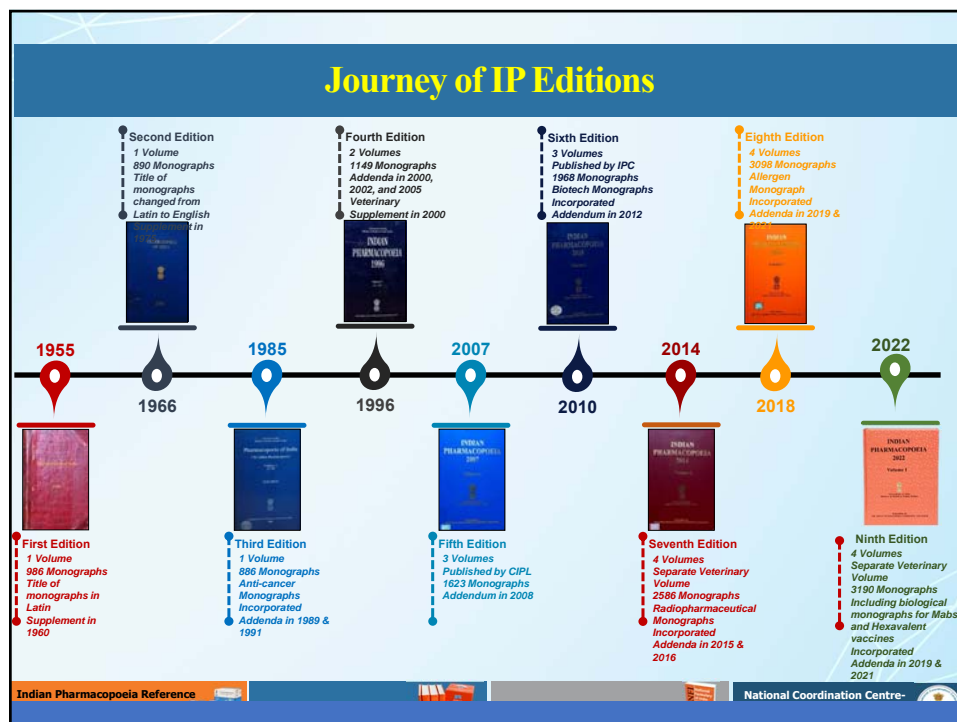 Journey of IP Editions
Second Edition
1 Volume
890 Monographs
Title of
monographs
changed from
Latin to English
Supplement in
Fourth Edition
2 Volumes
1149 Monographs
Addenda in 2000,
2002, and 2005
Veterinary
Supplement in 2000
Sixth Edition
3 Volumes
Published by IPC
1968 Monographs
Biotech Monographs
Incorporated
Addendum in 2012
Eighth Edition
4 Volumes
3098 Monographs
Allergen
Monograph
Incorporated
Addenda in 2019 &
2021
INDIAN
PHARMACOPOEIA
1996
INDIAN
PHARMACOPOEIA
1955
1966
1985
1996
2007
2010
2014
2018
2022
Pharmacopoeia of India
INDIAN
PHARMACOPOEIA
2007
INDIAN
PHARMACOPOEIA
2014
INDIAN
PHARMACOPOEIA
2022
Volume I
First Edition
1 Volume
986 Monographs
Title of
monographs in
Latin
Supplement in
1960
Third Edition
1 Volume
886 Monographs
Anti-cancer
Monographs
Incorporated
Addenda in 1989 &
1991
Fifth Edition
3 Volumes
Published by CIPL
1623 Monographs
Addendum in 2008
Seventh Edition
4 Volumes
Separate Veterinary
Volume
2586 Monographs
Radiopharmaceutical
Monographs
Incorporated
Addenda in 2015 &
2016
Ninth Edition
4 Volumes
Separate Veterinary
Volume
3190 Monographs
Including biological
monographs for Mabs
and Hexavalent
vaccines
Incorporated
Addenda in 2019 &
2021
Indian Pharmacopoeia Reference
National Coordination Centre-